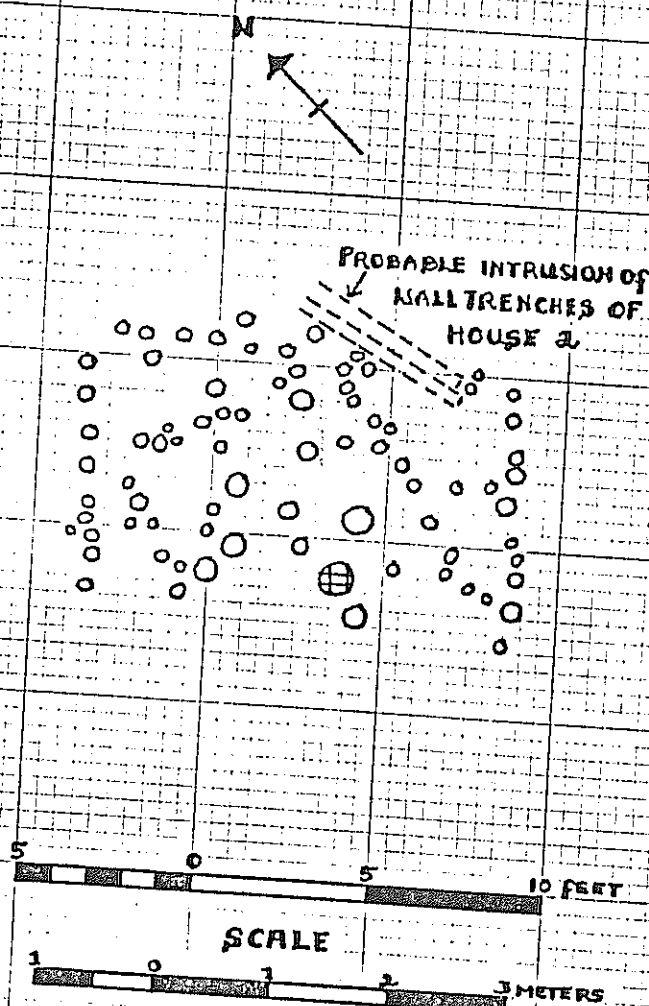 N
PROBABLE INTRUSION OF
WALL TRENCHES OF
HOUSE 2
5 0 5 10 FEET
SCALE
1 0 1 2 3 METERS